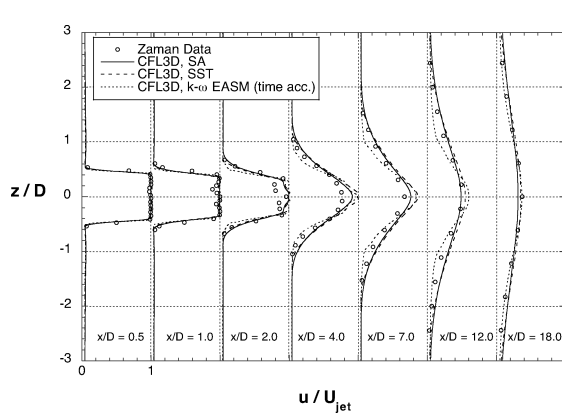 3
Zaman Data
CFL3D, SA
CFL3D, SST
CFL3D, k-ω EASM (time acc.)
2
1
z / D
0
-1
-2
x/D = 0.5 x/D = 1.0 x/D = 2.0 x/D = 4.0 x/D = 7.0 x/D = 12.0 x/D = 18.0
-3
0 1
u / Ujet